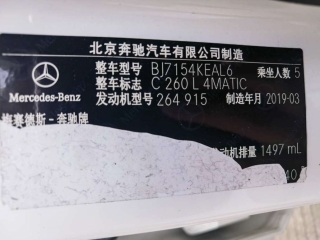 北京奔驰汽车有限公司制造
整车型号 BJ7154KEAL6 乘坐人数 5
整车标志 C 260 L 4MATIC
Mercedes-Benz 发动机型号 264 915 制造年月 2019-03
梅赛德斯-奔驰牌
动机排量 1497 mL
40